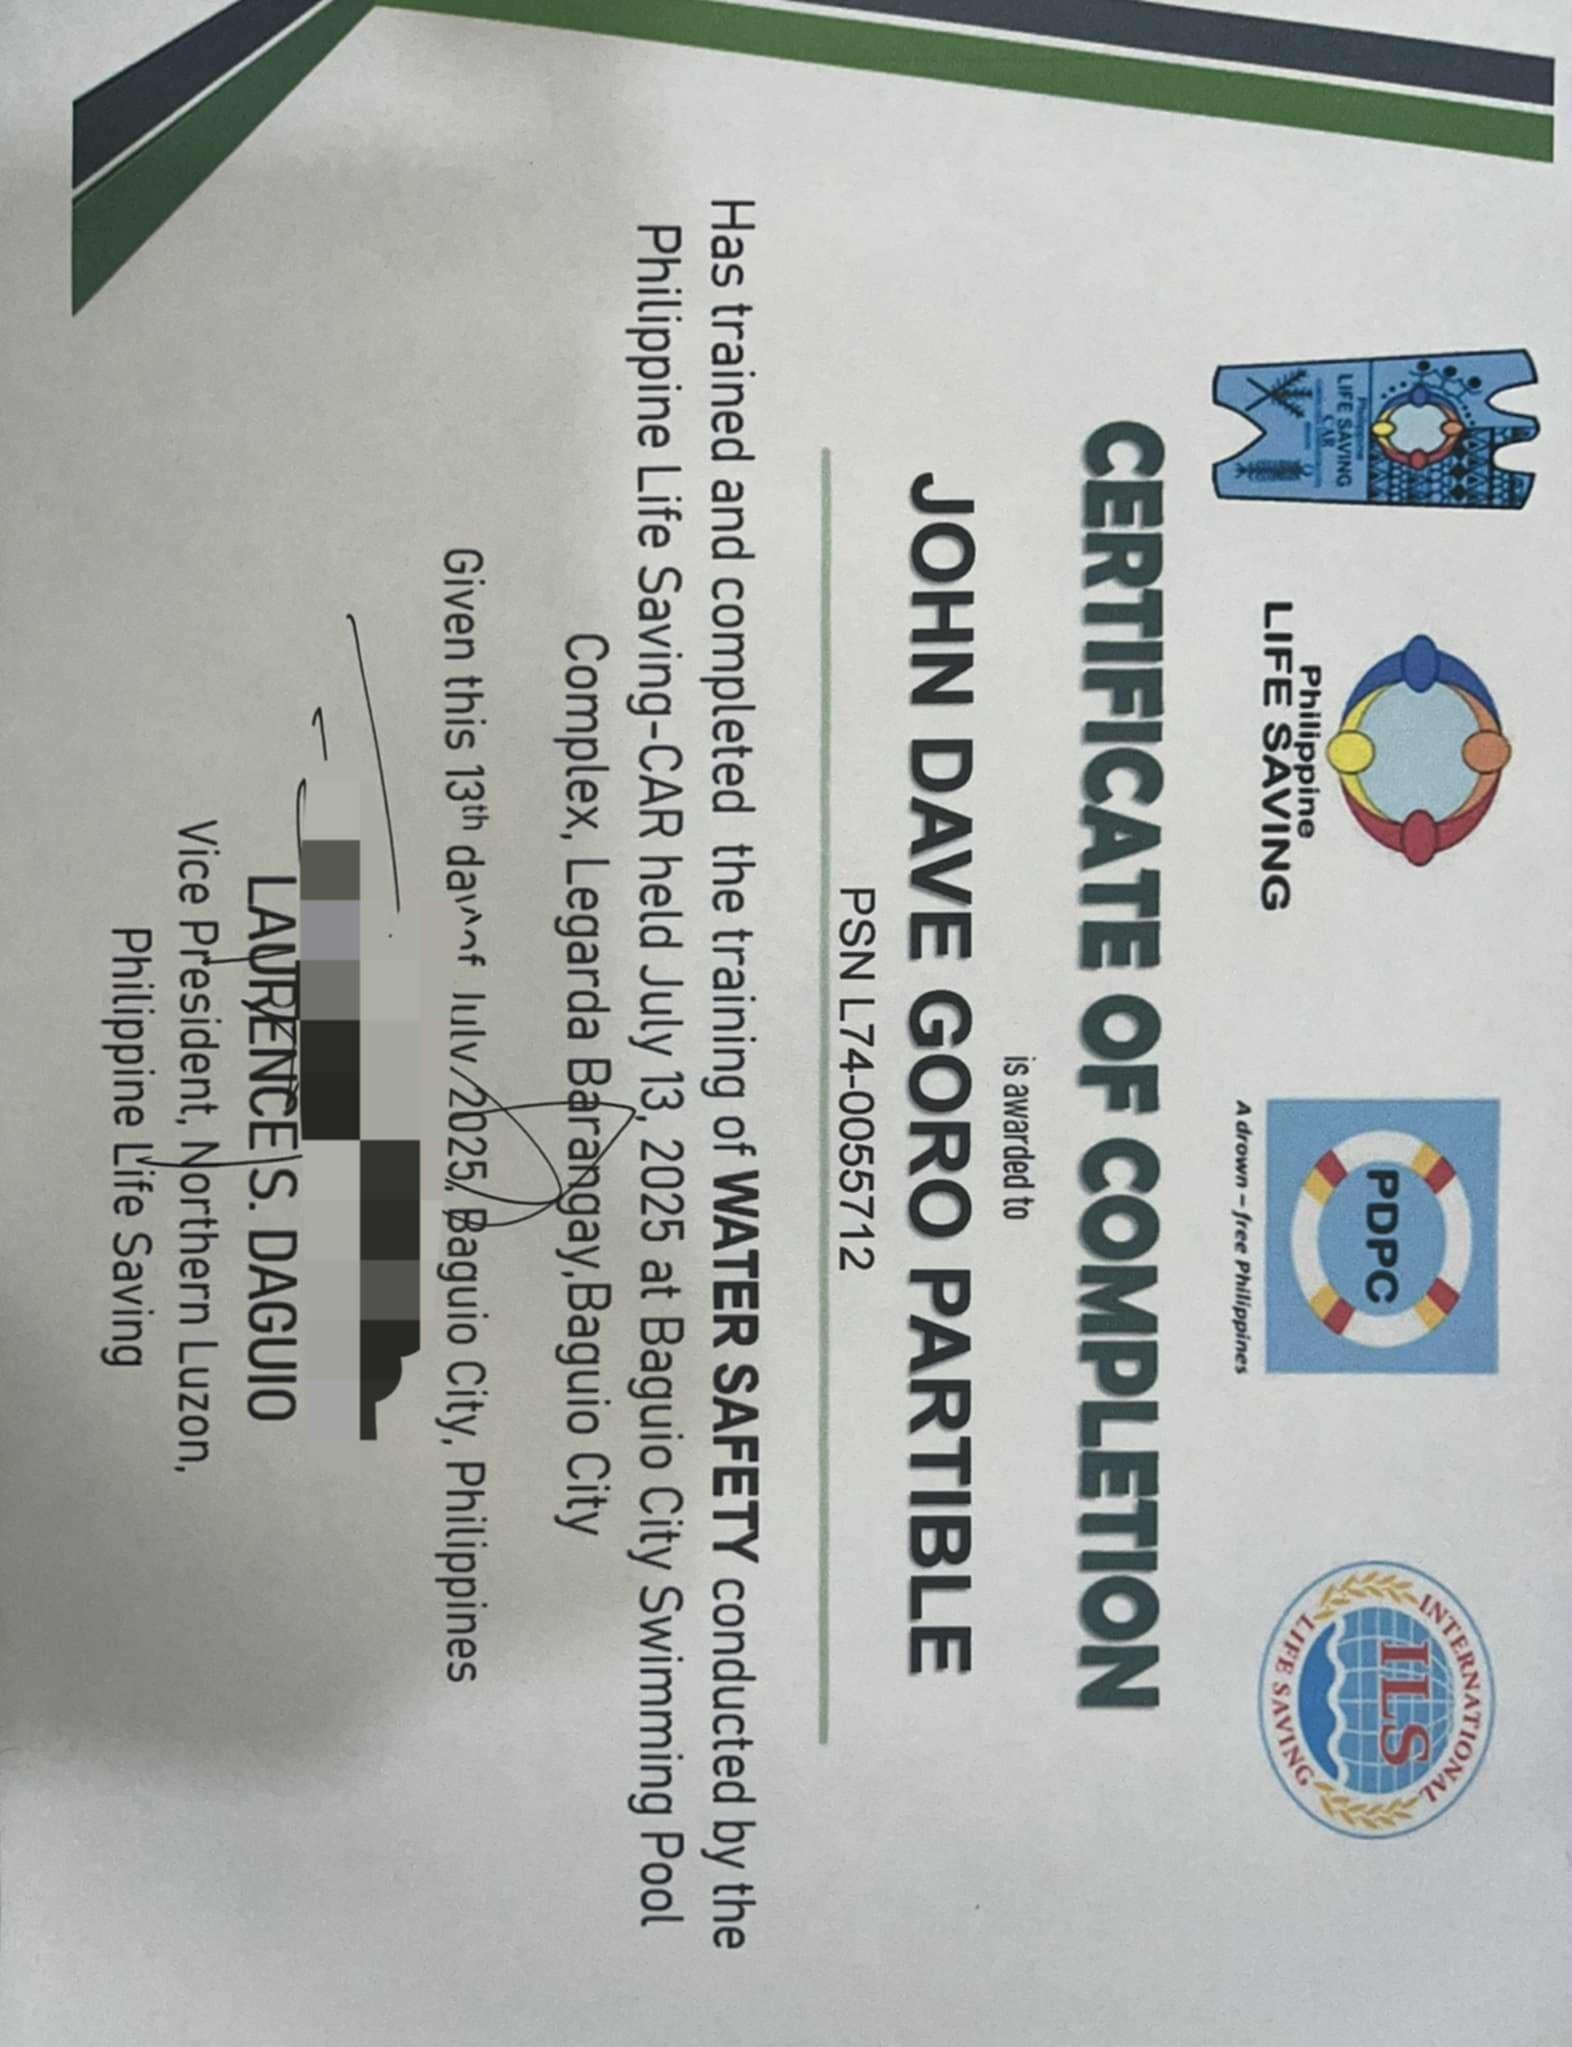 Philippine
LIFE SAVING
CAR
Philippine
LIFE SAVING
PDPC
A drown – free Philippines
INTERNATIONAL
ILS
LIFE SAVING
CERTIFICATE OF COMPLETION
is awarded to
JOHN DAVE GORO PARTIBLE
PSN L74-0055712
Has trained and completed the training of WATER SAFETY conducted by the
Philippine Life Saving-CAR held July 13, 2025 at Baguio City Swimming Pool
Complex, Legarda Barangay,Baguio City
Given this 13th day of July 2025, Baguio City, Philippines
LAURENCE S. DAGUIO
Vice President, Northern Luzon,
Philippine Life Saving